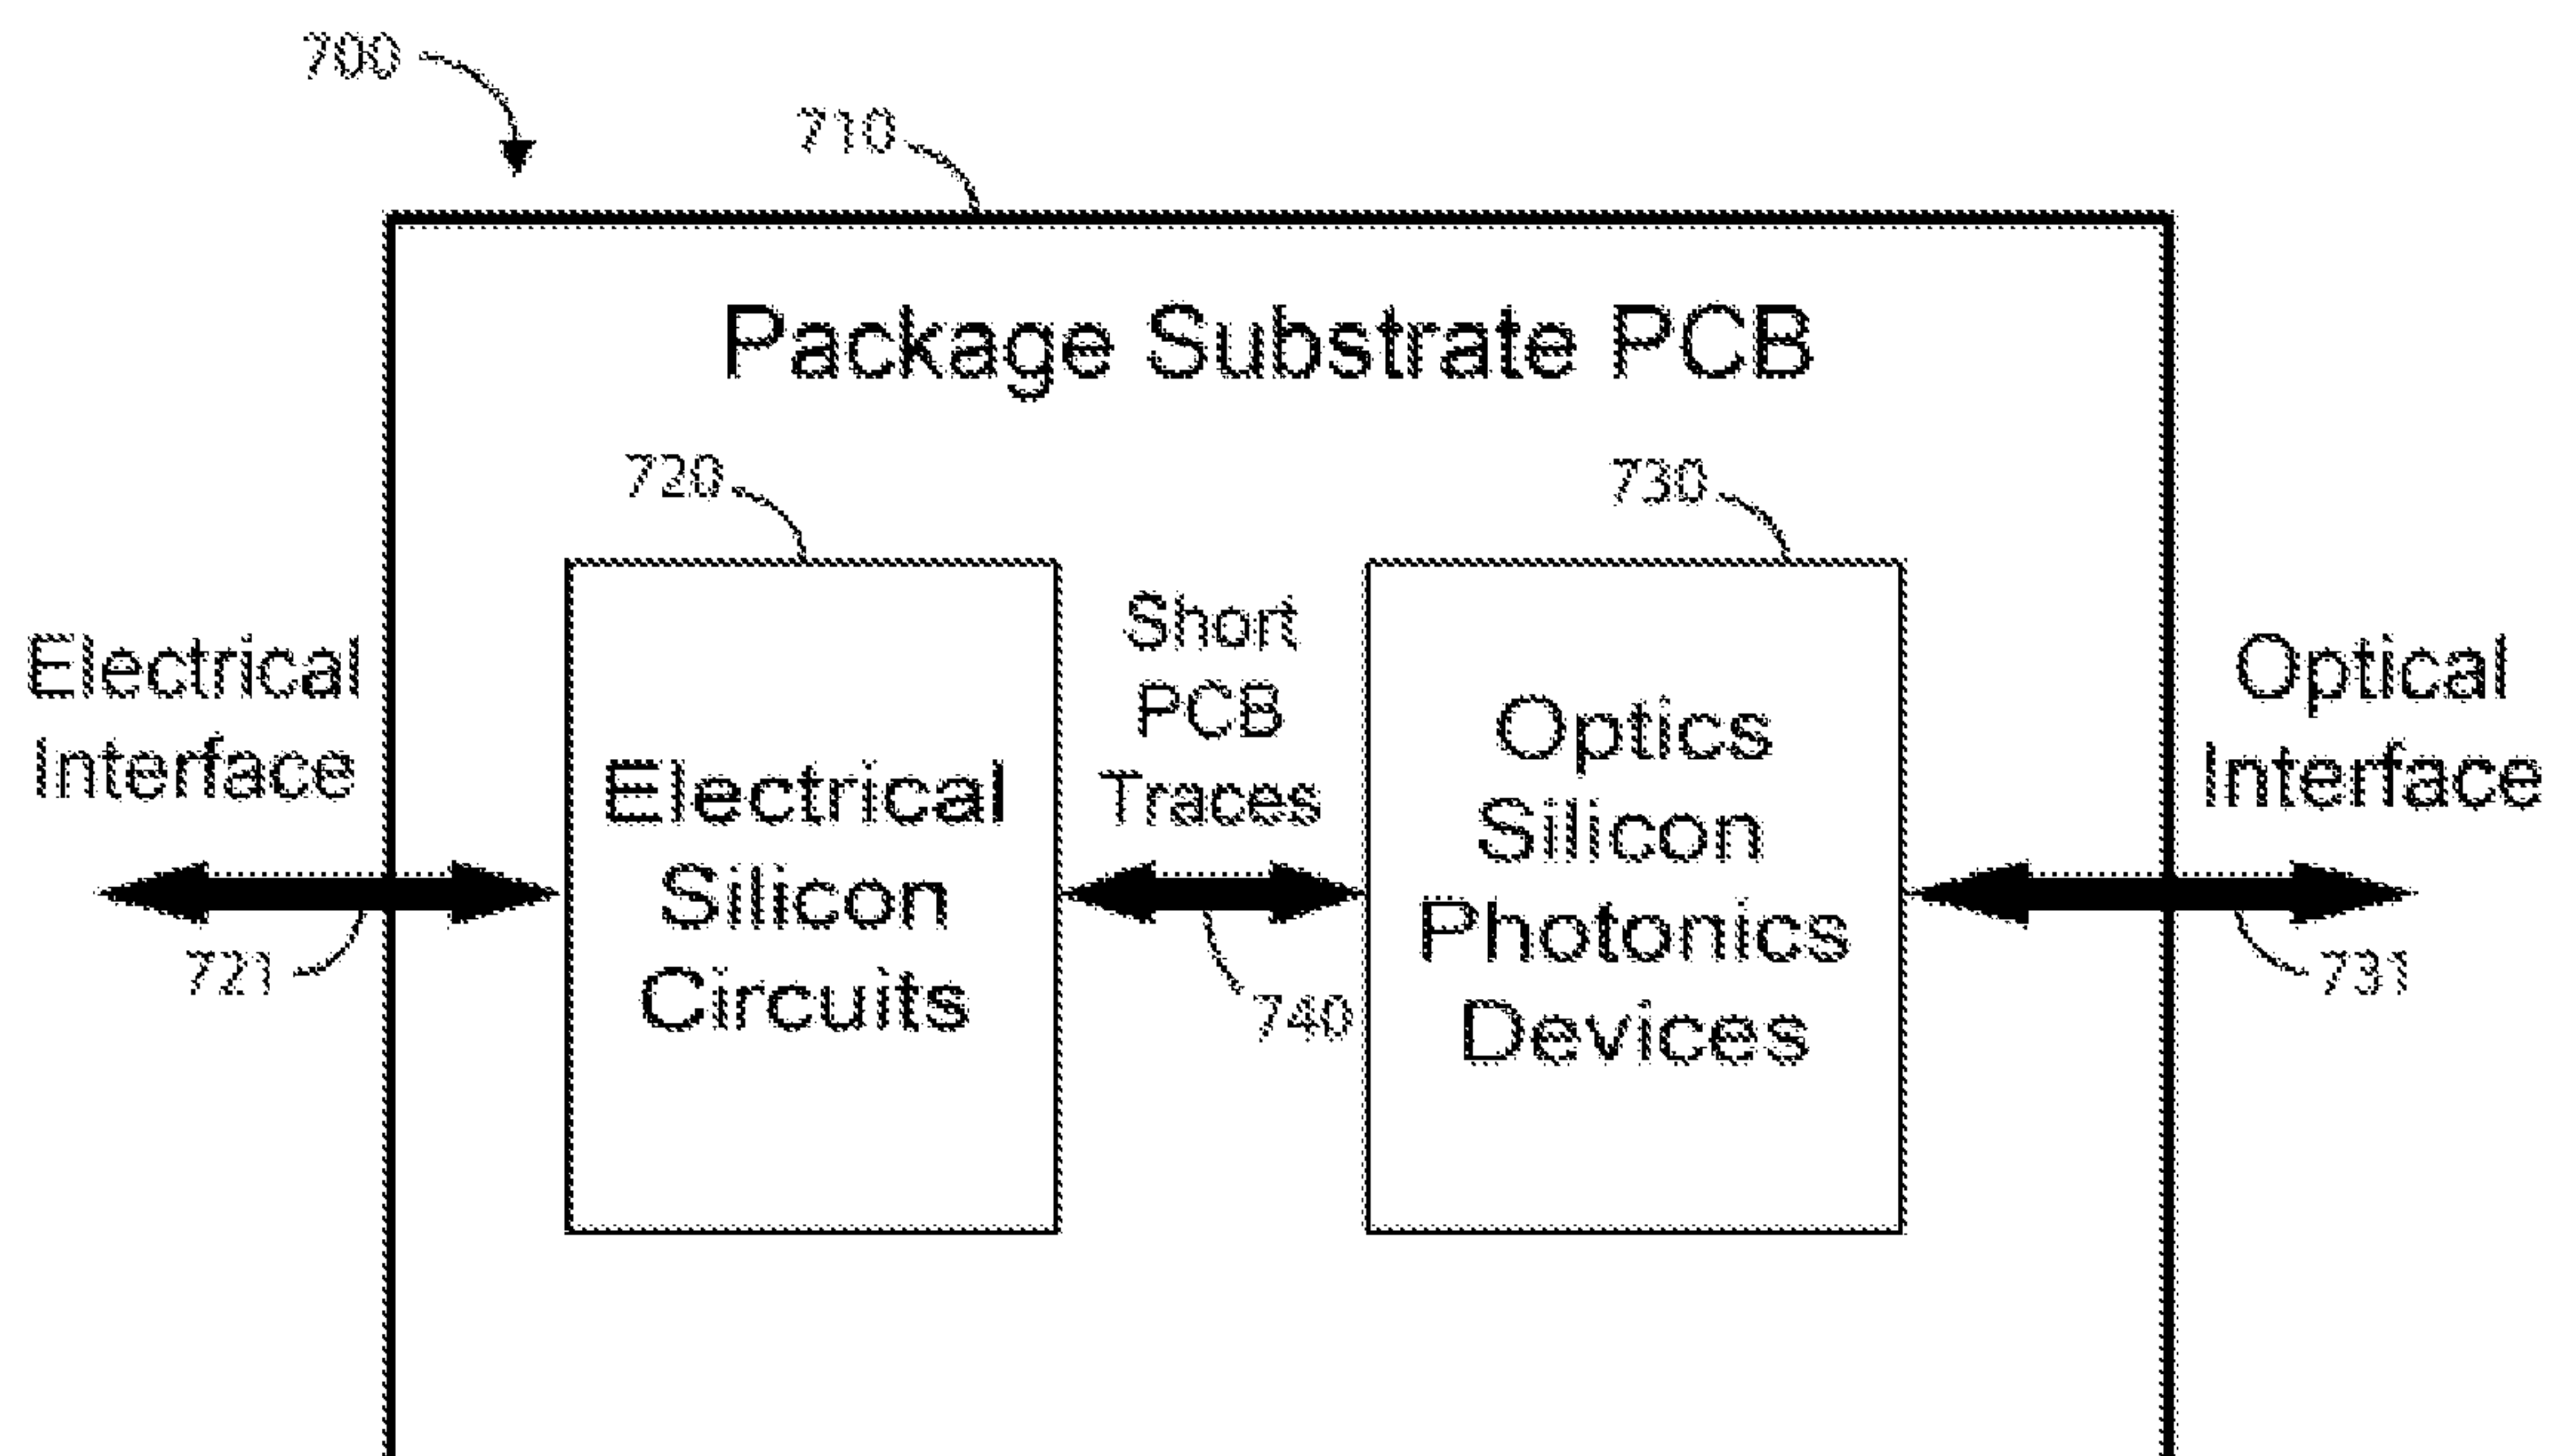 700
710
Package Substrate PCB
720
730
Electrical
Interface
721
Electrical
Silicon
Circuits
Short
PCB
Traces
740
Optics
Silicon
Photonics
Devices
Optical
Interface
731